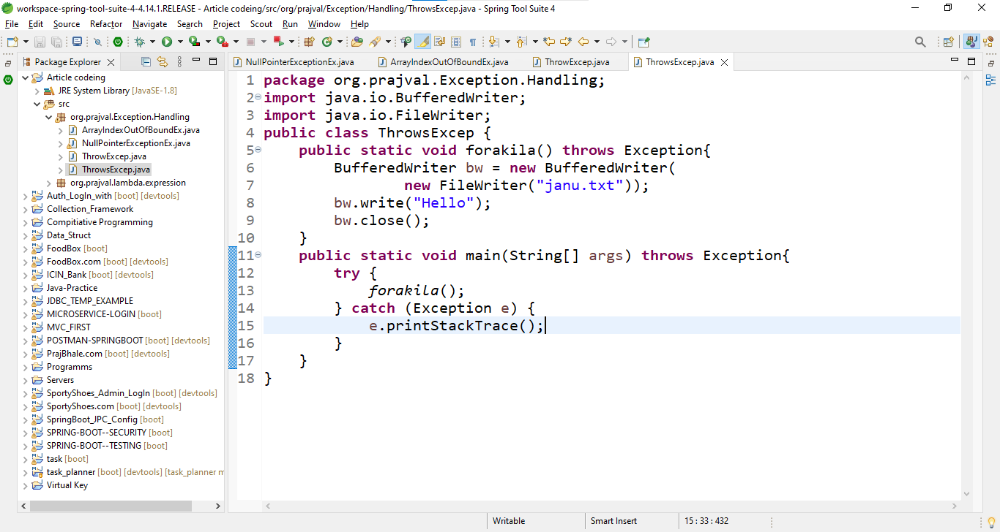 workspace-spring-tool-suite-4-4.14.1.RELEASE - Article codeing/src/org/prajval/Exception/Handling/ThrowsExcep.java - Spring Tool Suite 4
File Edit Source Refactor Navigate Search Project Scout Run Window Help
Package Explorer
NullPointerExceptionEx.java ArrayIndexOutOfBoundEx.java ThrowExcep.java ThrowsExcep.java
Article codeing
JRE System Library [JavaSE-1.8]
src
org.prajval.Exception.Handling
ArrayIndexOutOfBoundEx.java
NullPointerExceptionEx.java
ThrowExcep.java
ThrowsExcep.java
org.prajval.lambda.expression
Auth_LogIn_with [boot] [devtools]
Collection_Framework
Compitiative Programming
Data_Struct
FoodBox [boot]
FoodBox.com [boot] [devtools]
ICIN_Bank [boot] [devtools]
Java-Practice
JDBC_TEMP_EXAMPLE
MICROSERVICE-LOGIN [boot]
MVC_FIRST
POSTMAN-SPRINGBOOT [boot] [devtools]
PrajBhale.com [boot] [devtools]
Programms
Servers
SportyShoes_Admin_LogIn [boot] [devtools]
SportyShoes.com [boot] [devtools]
SpringBoot_JPC_Config [boot]
SPRING-BOOT--SECURITY [boot]
SPRING-BOOT--TESTING [boot]
task [boot]
task_planner [boot] [devtools] [task_planner m
Virtual Key
1 package org.prajval.Exception.Handling;
2 import java.io.BufferedWriter;
3 import java.io.FileWriter;
4 public class ThrowsExcep {
5 public static void forakila() throws Exception{
6 BufferedWriter bw = new BufferedWriter(
7 new FileWriter("janu.txt"));
8 bw.write("Hello");
9 bw.close();
10 }
11 public static void main(String[] args) throws Exception{
12 try {
13 forakila();
14 } catch (Exception e) {
15 e.printStackTrace();
16 }
17 }
18 }
Writable Smart Insert 15 : 33 : 432